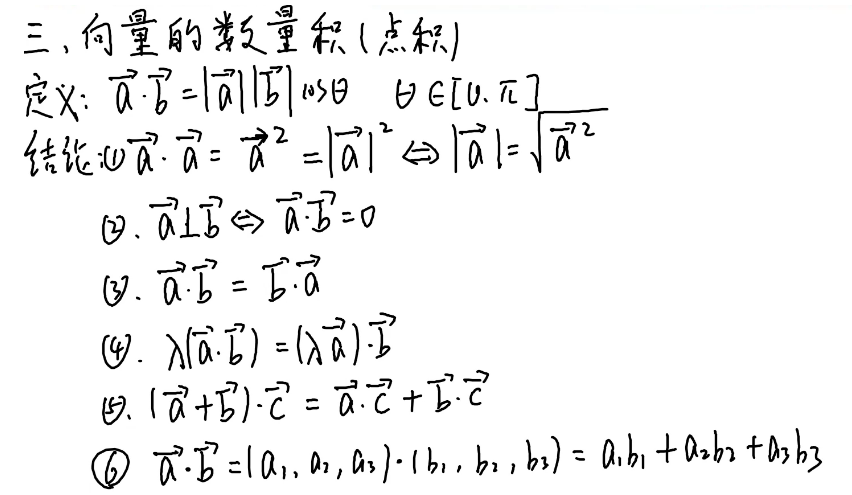 三、向量的数量积(点积)
定义: $\vec{a}\cdot\vec{b}=|\vec{a}||\vec{b}|\cos\theta$ $\theta\in[0.\pi]$
结论:① $\vec{a}\cdot\vec{a}=\vec{a}^2=|\vec{a}|^2\Leftrightarrow|\vec{a}|=\sqrt{\vec{a}^2}$
②. $\vec{a}\perp\vec{b}\Leftrightarrow\vec{a}\cdot\vec{b}=0$
③. $\vec{a}\cdot\vec{b}=\vec{b}\cdot\vec{a}$
④. $\lambda(\vec{a}\cdot\vec{b})=(\lambda\vec{a})\cdot\vec{b}$
⑤. $(\vec{a}+\vec{b})\cdot\vec{c}=\vec{a}\cdot\vec{c}+\vec{b}\cdot\vec{c}$
⑥ $\vec{a}\cdot\vec{b}=(a_1,a_2,a_3)\cdot(b_1,b_2,b_3)=a_1b_1+a_2b_2+a_3b_3$